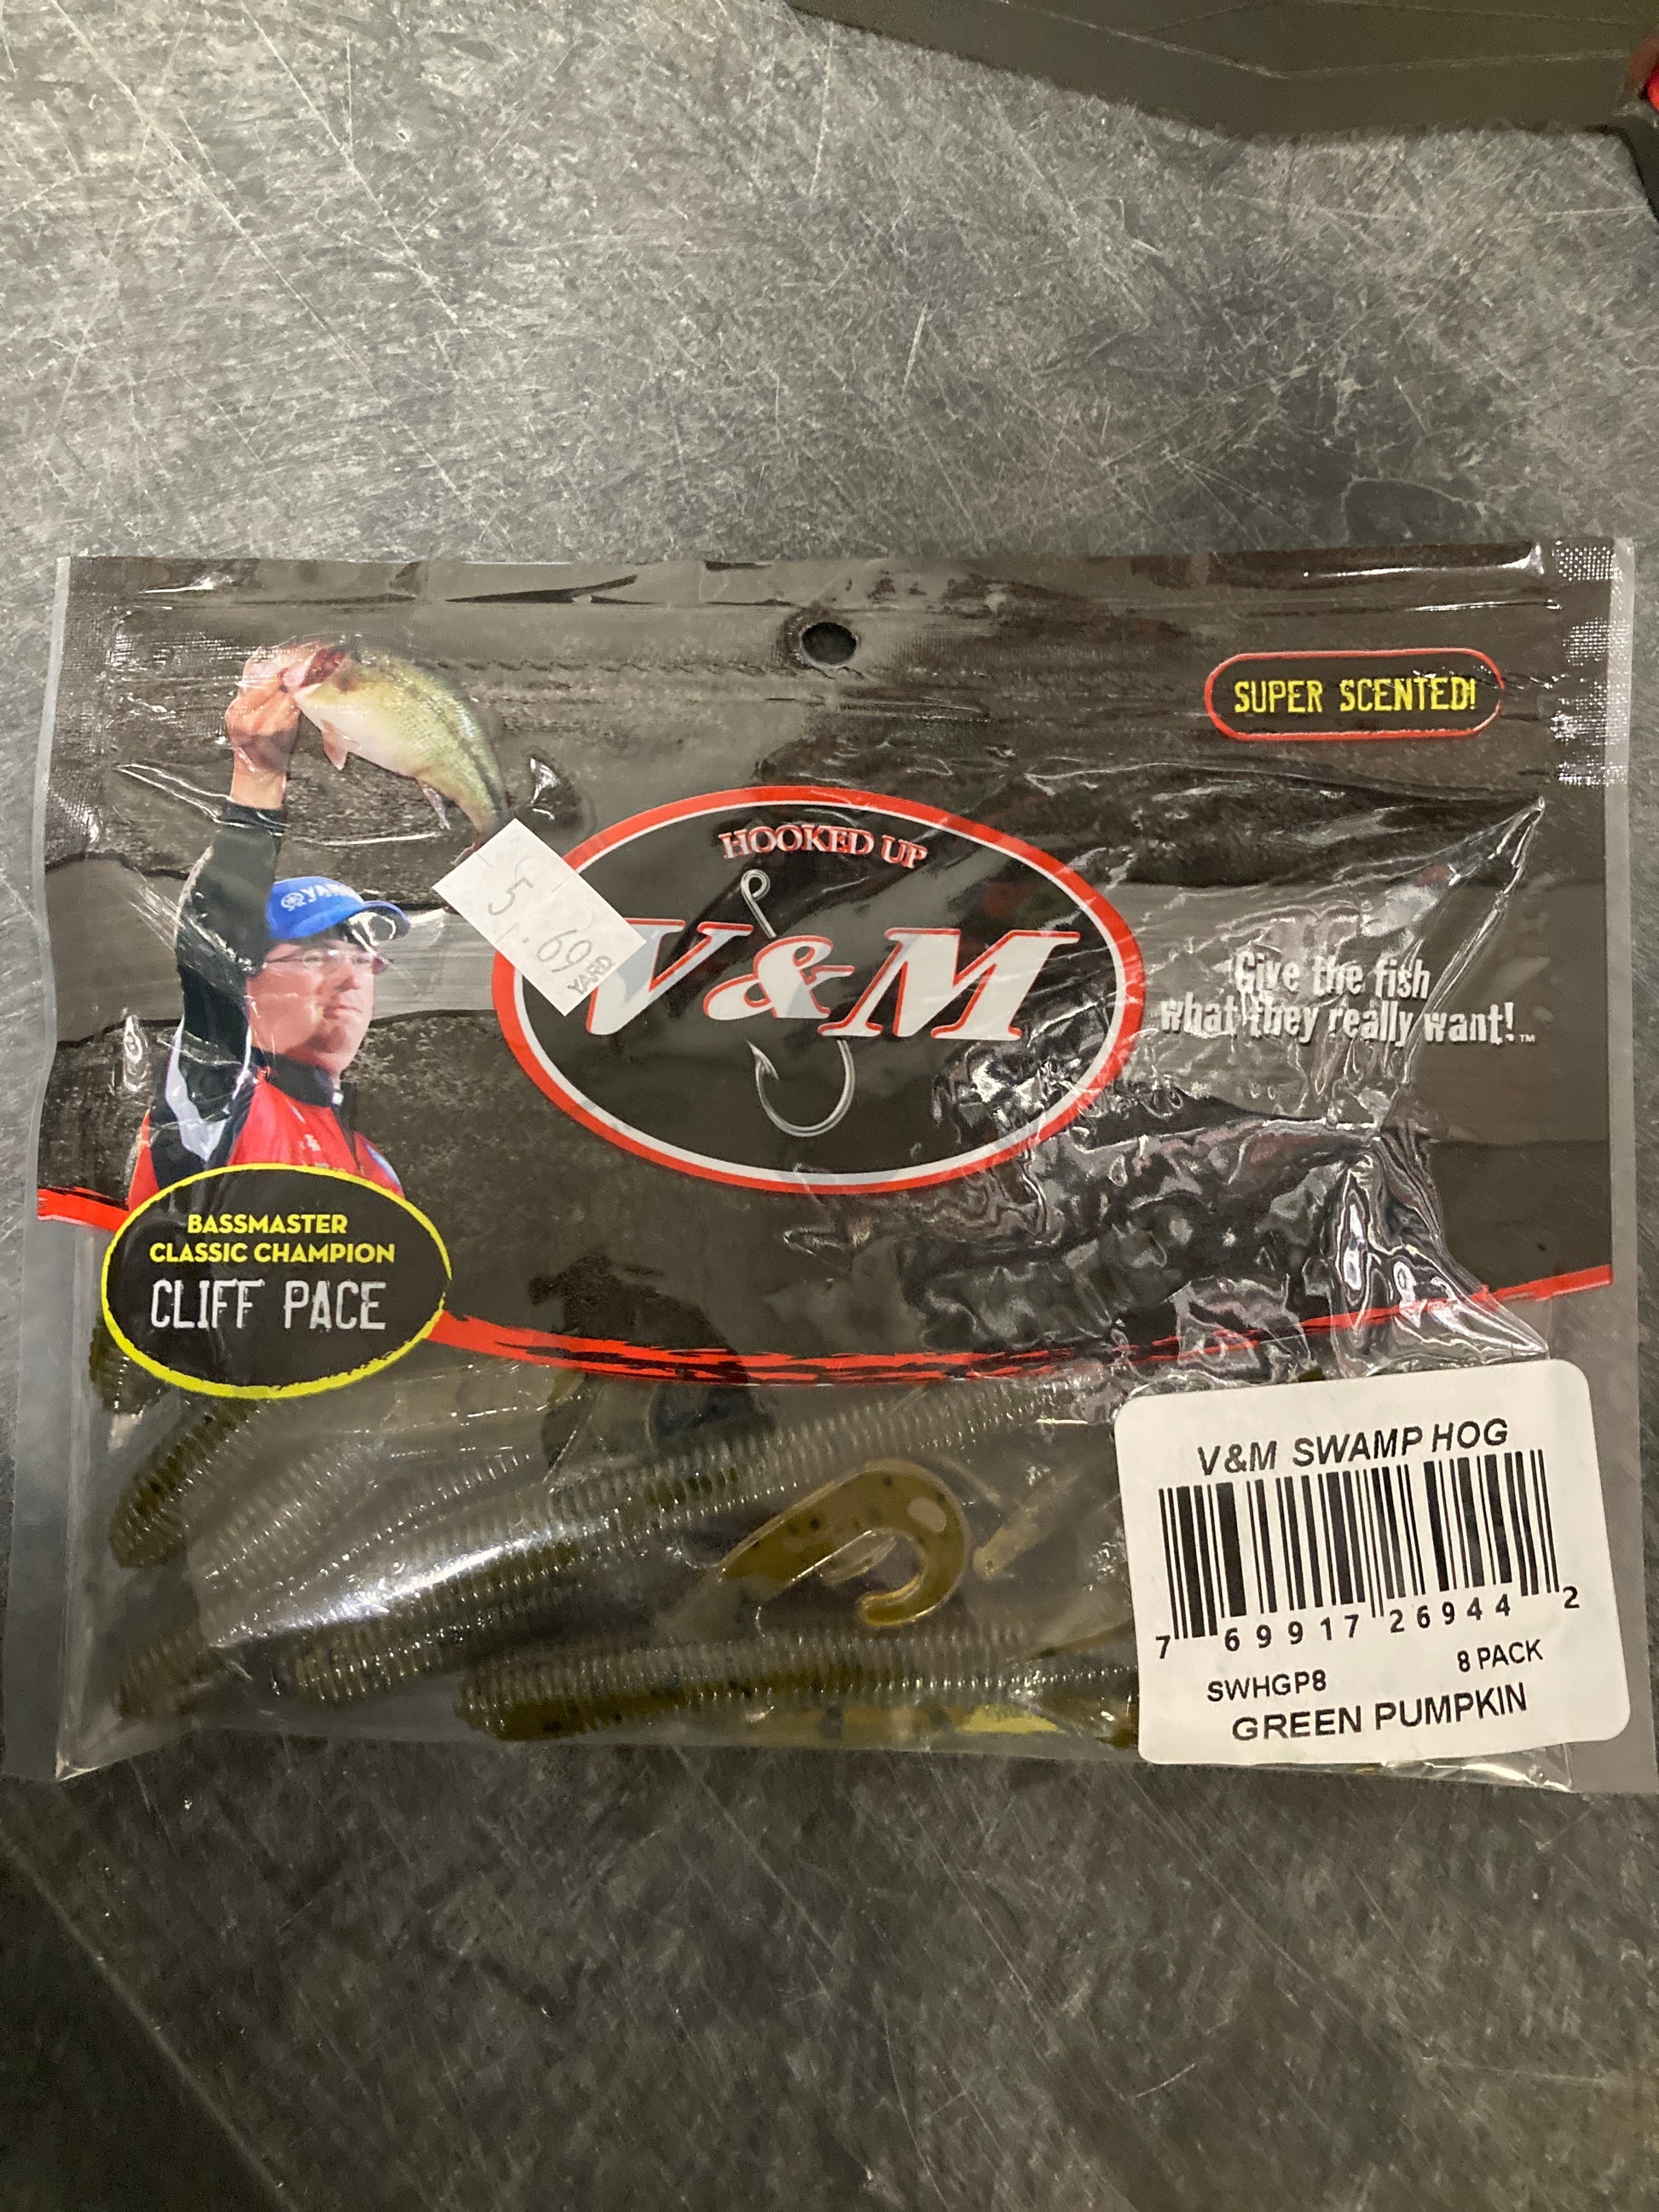 SUPER SCENTED!
HOOKED UP
V&M
5.69
YARD
Give the fish
what they really want!™
BASSMASTER
CLASSIC CHAMPION
CLIFF PACE
V&M SWAMP HOG
7 69917 26944 2
SWHGP8 8 PACK
GREEN PUMPKIN